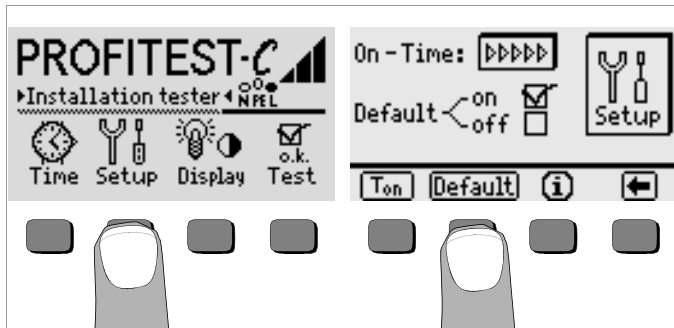 PROFITEST-C
Installation tester
N PE L
o.k.
Time Setup Display Test
On-Time:
Default on
off
Setup
Ton Default i